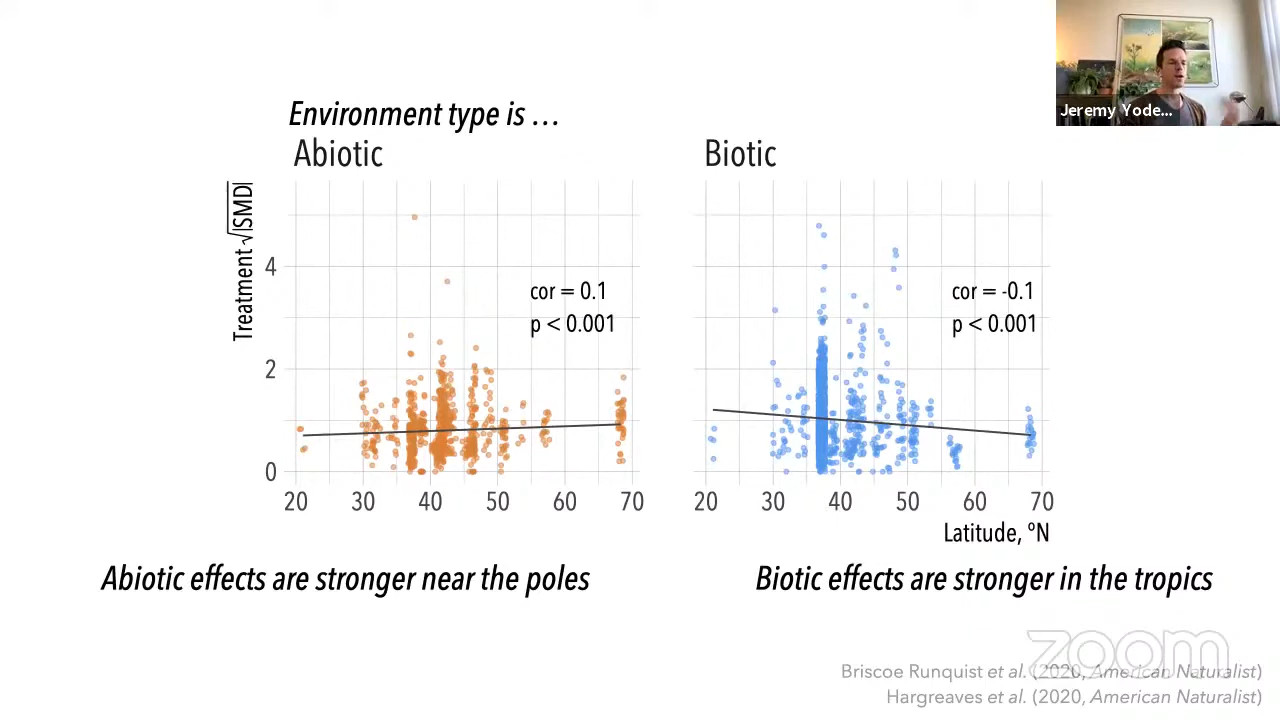 Jeremy Yode...
Environment type is ...
Abiotic
Biotic
Treatment √|SMD|
4
2
0
cor = 0.1
p < 0.001
cor = -0.1
p < 0.001
20 30 40 50 60 70
20 30 40 50 60 70
Latitude, ºN
Abiotic effects are stronger near the poles
Biotic effects are stronger in the tropics
zoom
Briscoe Runquist et al. (2020, American Naturalist)
Hargreaves et al. (2020, American Naturalist)